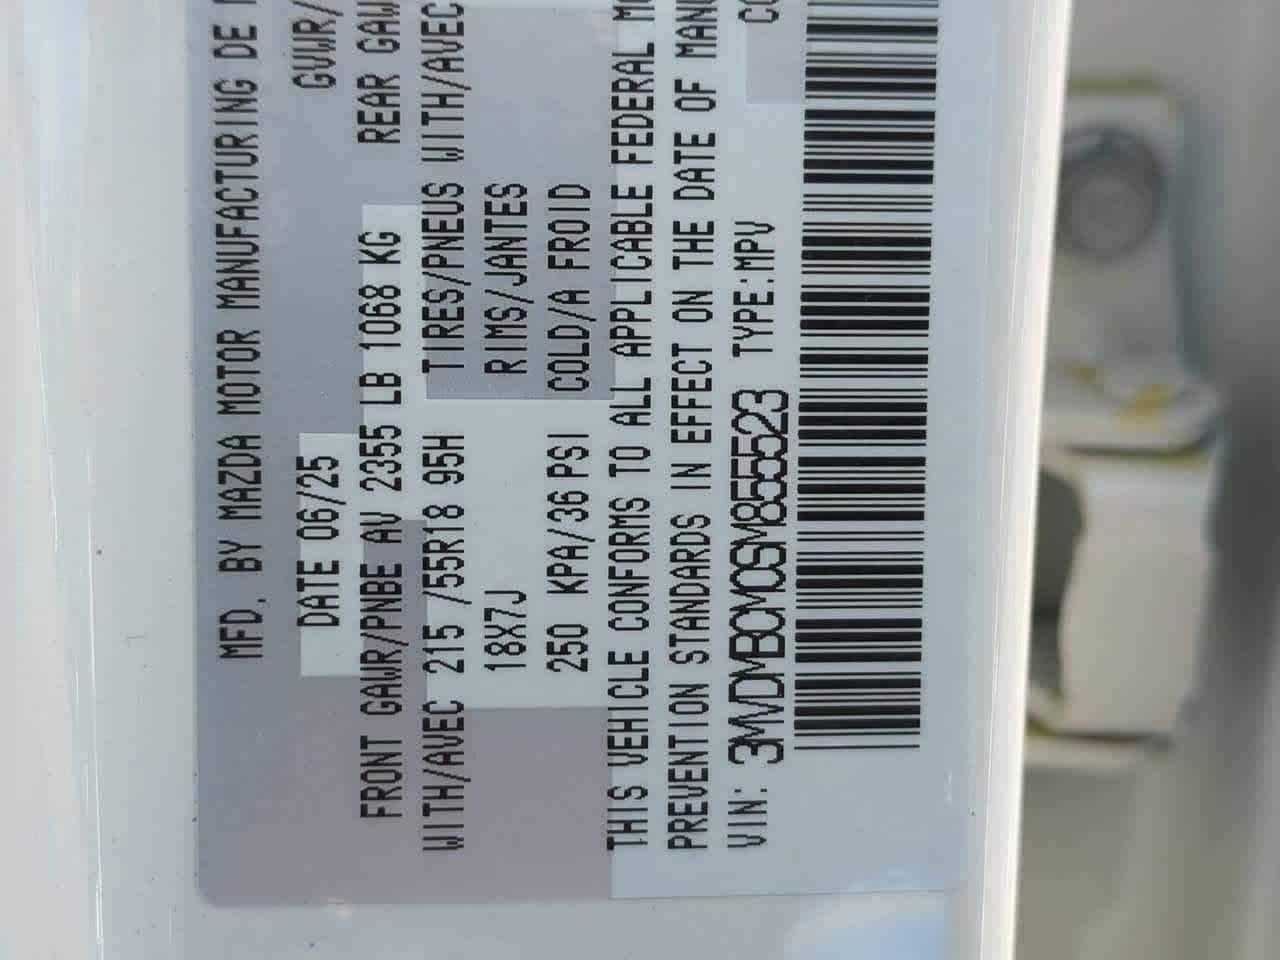 MFD. BY MAZDA MOTOR MANUFACTURING DE
DATE 06/25 GVWR/
FRONT GAWR/PNBE AV 2355 LB 1068 KG REAR GAW
WITH/AVEC 215 /55R18 95H TIRES/PNEUS WITH/AVEC
18X7J RIMS/JANTES
250 KPA/36 PSI COLD/A FROID
THIS VEHICLE CONFORMS TO ALL APPLICABLE FEDERAL MO
PREVENTION STANDARDS IN EFFECT ON THE DATE OF MANU
VIN: 3MVDMBCM0SM855523 TYPE:MPV CO